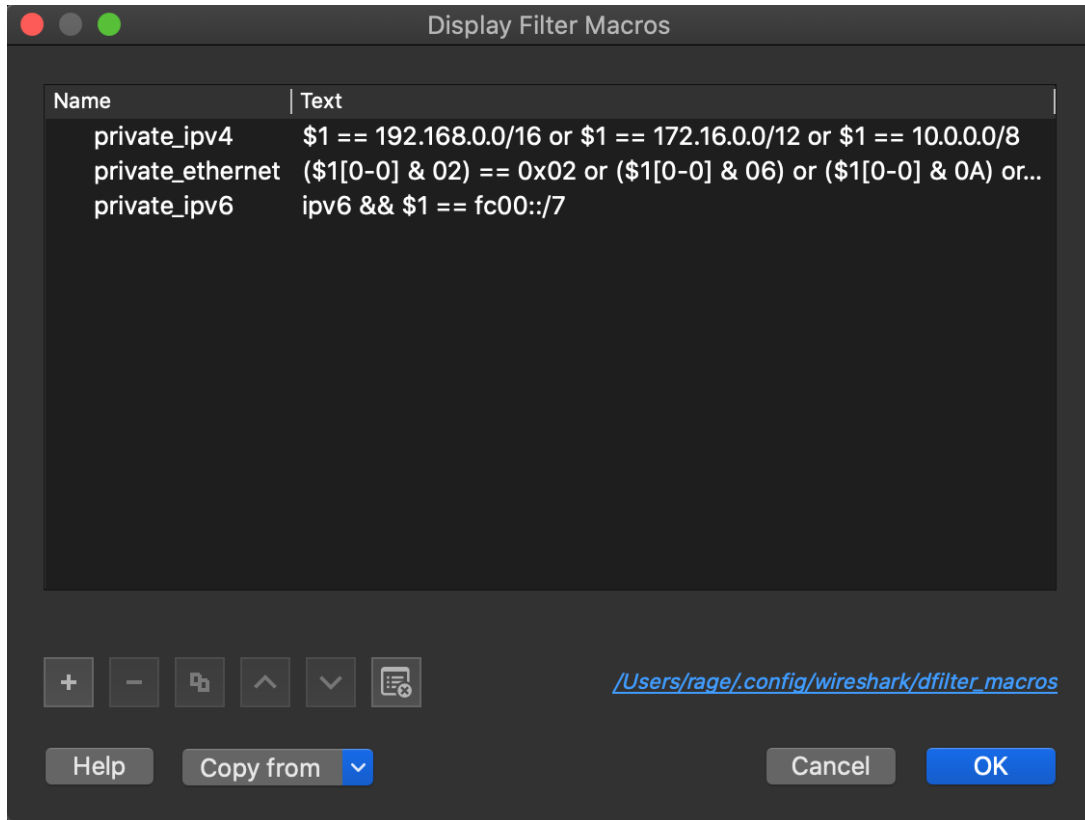 Display Filter Macros
Name Text
private_ipv4 $1 == 192.168.0.0/16 or $1 == 172.16.0.0/12 or $1 == 10.0.0.0/8
private_ethernet ($1[0-0] & 02) == 0x02 or ($1[0-0] & 06) or ($1[0-0] & 0A) or...
private_ipv6 ipv6 && $1 == fc00::/7
/Users/rage/.config/wireshark/dfilter_macros
Help Copy from Cancel OK